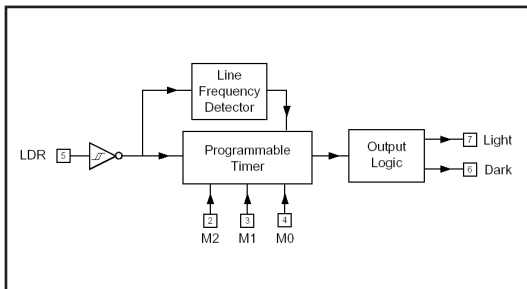 Line
Frequency
Detector
LDR
5
Programmable
Timer
Output
Logic
7
Light
6
Dark
2
3
4
M2
M1
M0